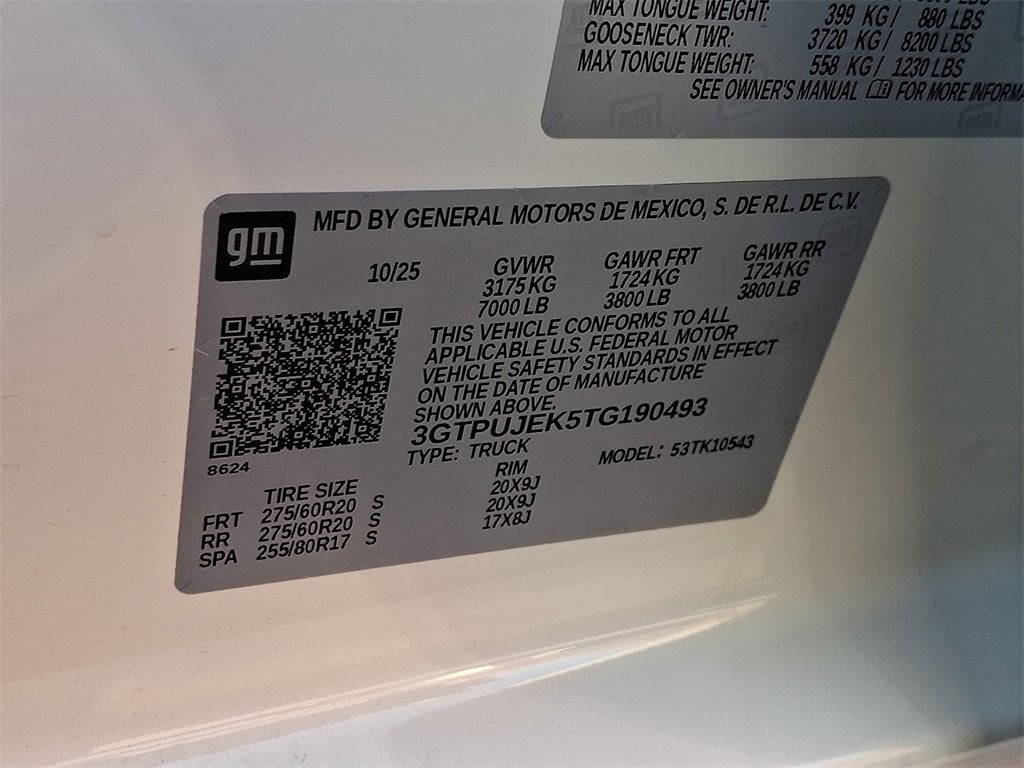 MAX TONGUE WEIGHT: 399 KG / 880 LBS
GOOSENECK TWR: 3720 KG / 8200 LBS
MAX TONGUE WEIGHT: 558 KG / 1230 LBS
SEE OWNER'S MANUAL FOR MORE
gm
MFD BY GENERAL MOTORS DE MEXICO, S. DE R.L. DE C.V.
10/25 GVWR GAWR FRT GAWR RR
3175 KG 1724 KG 1724 KG
7000 LB 3800 LB 3800 LB
THIS VEHICLE CONFORMS TO ALL
APPLICABLE U.S. FEDERAL MOTOR
VEHICLE SAFETY STANDARDS IN EFFECT
ON THE DATE OF MANUFACTURE
SHOWN ABOVE.
3GTPUJEK5TG190493
8624
TYPE: TRUCK MODEL: 53TK10543
TIRE SIZE RIM
FRT 275/60R20 S 20X9J
RR 275/60R20 S 20X9J
SPA 255/80R17 S 17X8J